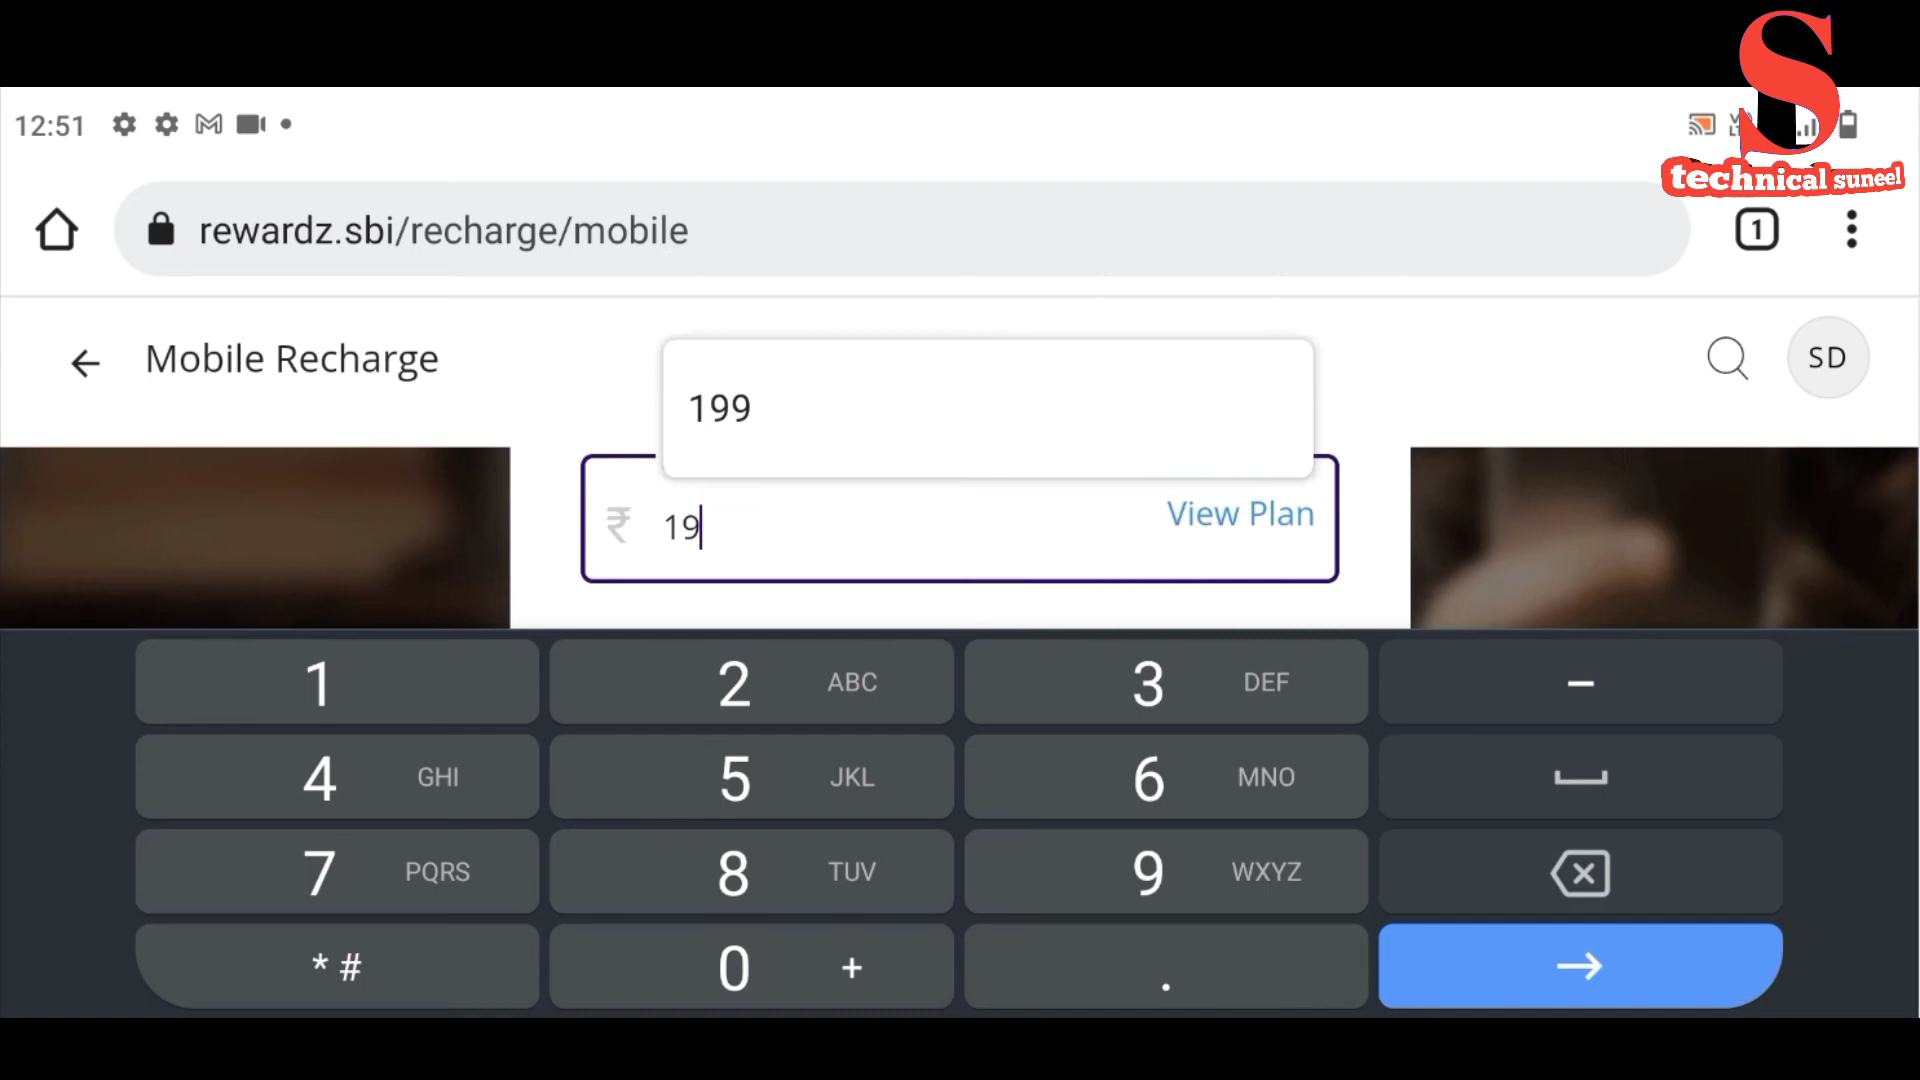 12:51
technical suneel
rewardz.sbi/recharge/mobile
1
Mobile Recharge
SD
199
₹ 19
View Plan
1
2 ABC
3 DEF
–
4 GHI
5 JKL
6 MNO
7 PQRS
8 TUV
9 WXYZ
* #
0 +
.